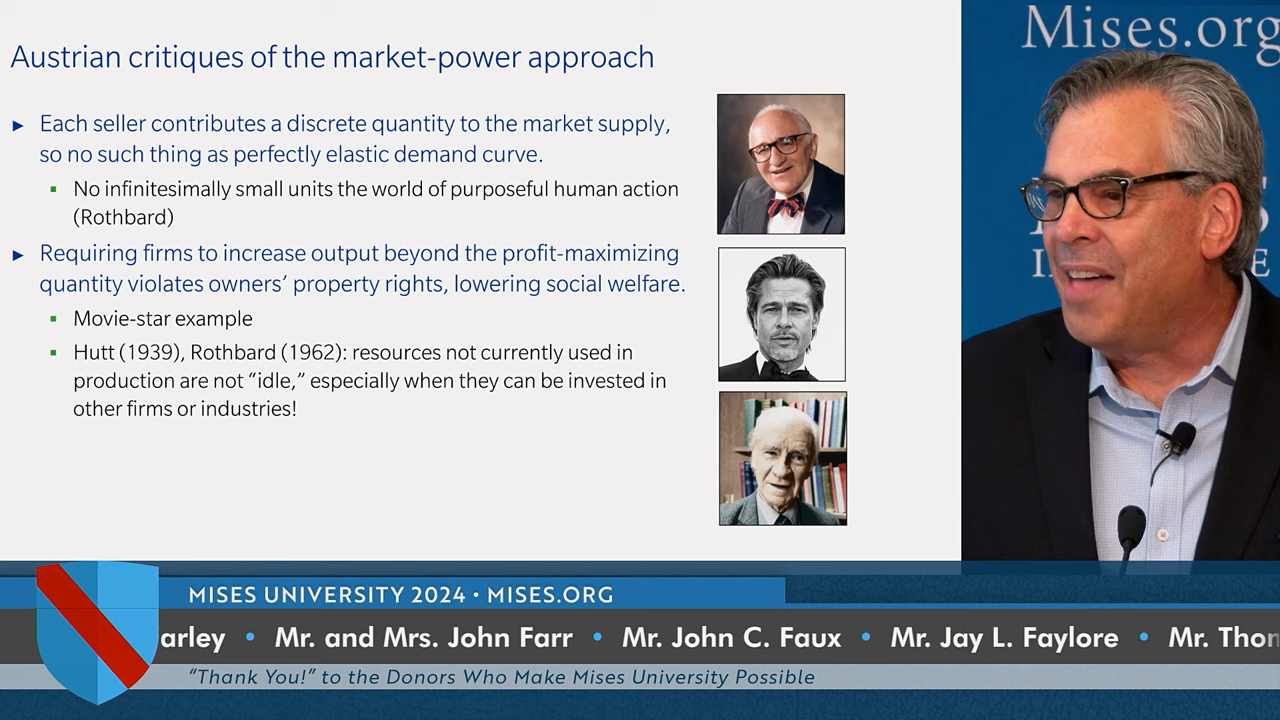 Austrian critiques of the market-power approach
► Each seller contributes a discrete quantity to the market supply,
so no such thing as perfectly elastic demand curve.
▪ No infinitesimally small units the world of purposeful human action
(Rothbard)
► Requiring firms to increase output beyond the profit-maximizing
quantity violates owners’ property rights, lowering social welfare.
▪ Movie-star example
▪ Hutt (1939), Rothbard (1962): resources not currently used in
production are not “idle,” especially when they can be invested in
other firms or industries!
Mises.org
MISES UNIVERSITY 2024 • MISES.ORG
arley • Mr. and Mrs. John Farr • Mr. John C. Faux • Mr. Jay L. Faylore • Mr. Thon
“Thank You!” to the Donors Who Make Mises University Possible